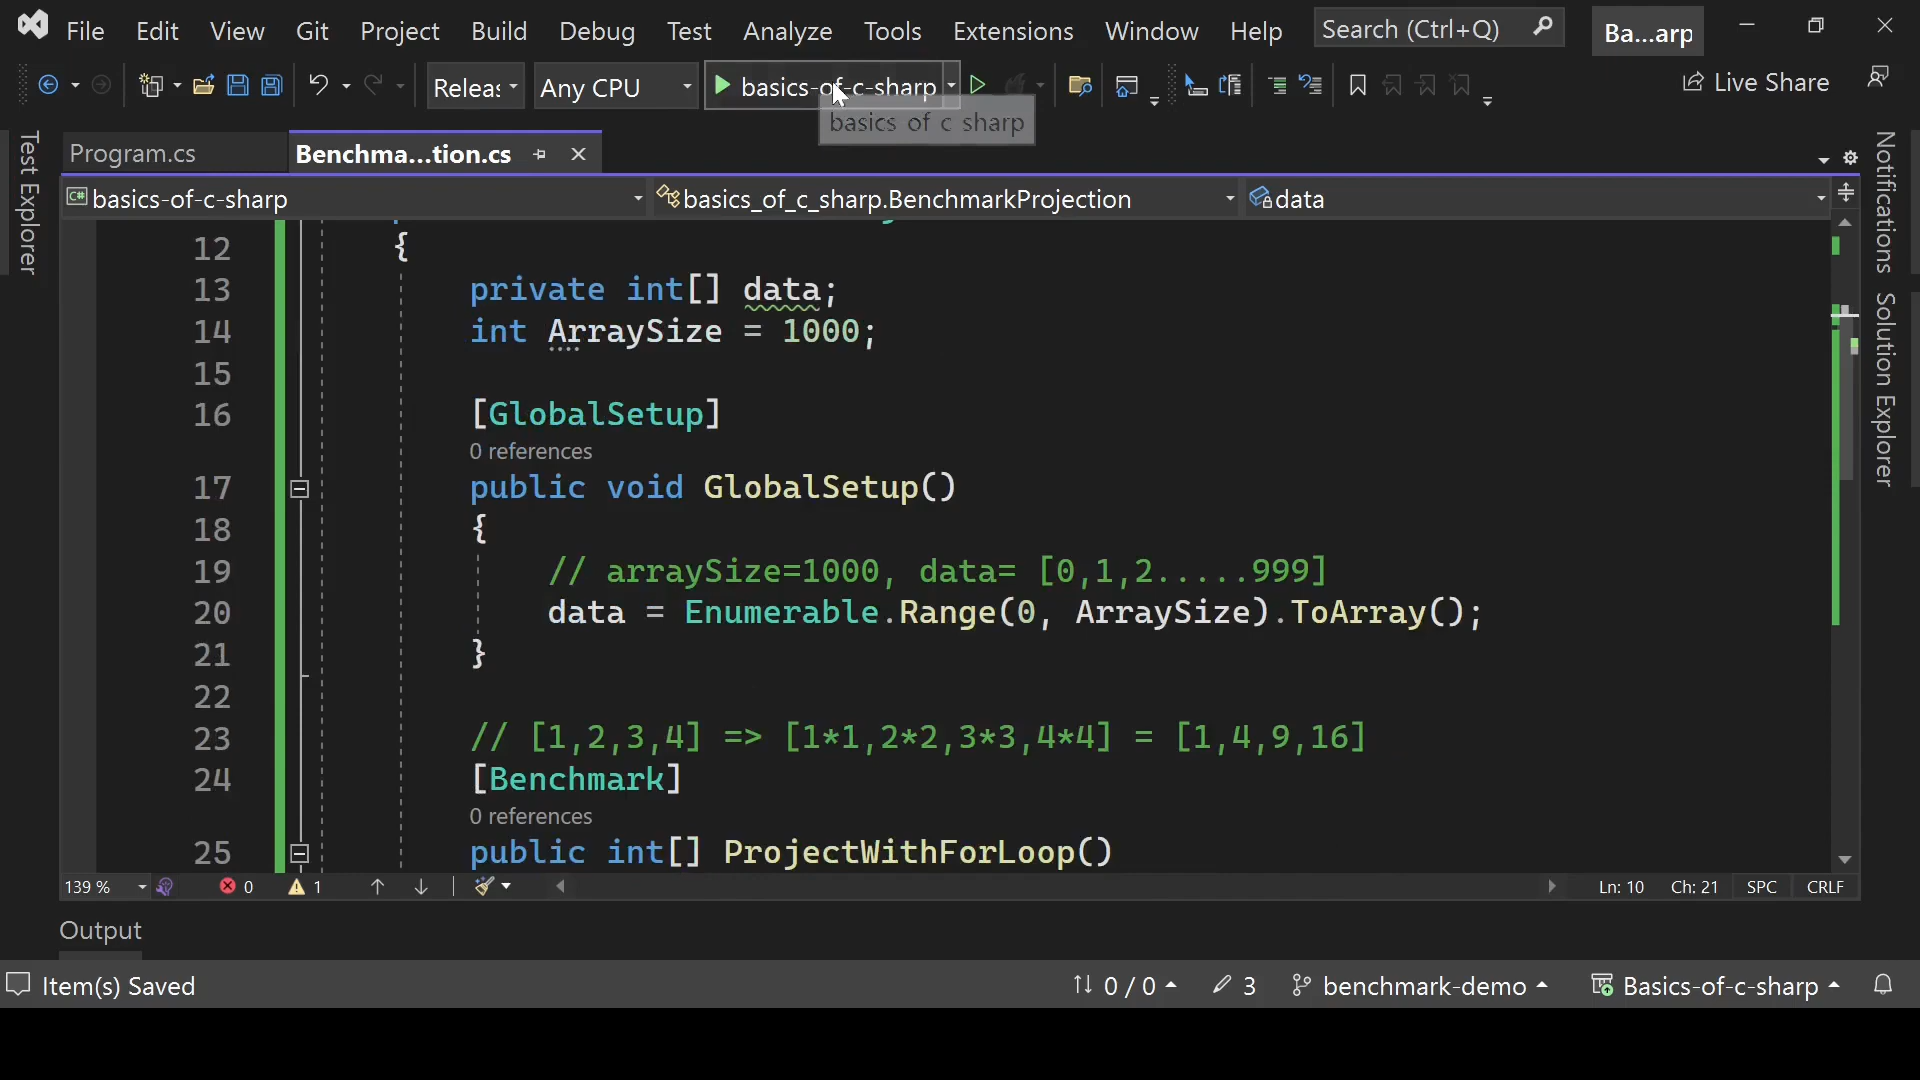 File Edit View Git Project Build Debug Test Analyze Tools Extensions Window Help Search (Ctrl+Q) Ba...arp
Releas Any CPU basics-of-c-sharp Live Share
basics of c sharp
Program.cs Benchma...tion.cs
basics-of-c-sharp basics_of_c_sharp.BenchmarkProjection data
Test Explorer
Notifications
Solution Explorer
12 {
13 private int[] data;
14 int ArraySize = 1000;
15
16 [GlobalSetup]
0 references
17 public void GlobalSetup()
18 {
19 // arraySize=1000, data= [0,1,2.....999]
20 data = Enumerable.Range(0, ArraySize).ToArray();
21 }
22
23 // [1,2,3,4] => [1*1,2*2,3*3,4*4] = [1,4,9,16]
24 [Benchmark]
0 references
25 public int[] ProjectWithForLoop()
139 % 0 1 Ln: 10 Ch: 21 SPC CRLF
Output
Item(s) Saved 0 / 0 3 benchmark-demo Basics-of-c-sharp